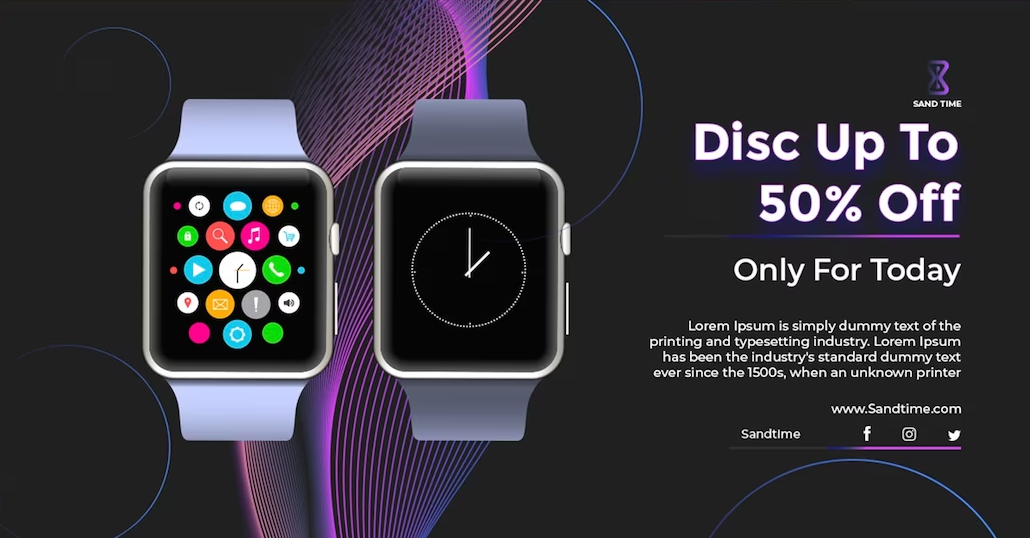 SAND TIME
Disc Up To
50% Off
Only For Today
Lorem Ipsum is simply dummy text of the
printing and typesetting industry. Lorem Ipsum
has been the industry's standard dummy text
ever since the 1500s, when an unknown printer
www.Sandtime.com
Sandtime